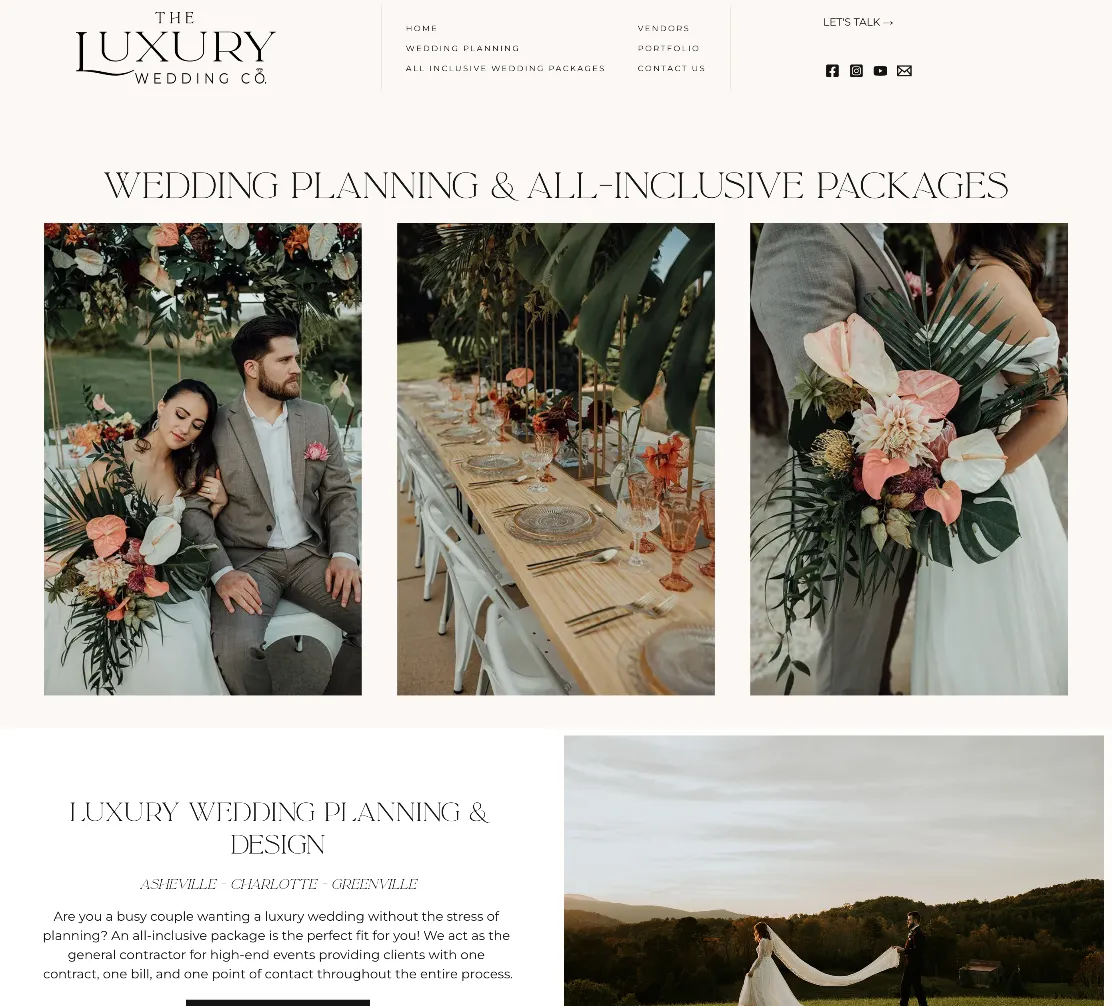 THE
LUXURY
WEDDING CO.
HOME
WEDDING PLANNING
ALL INCLUSIVE WEDDING PACKAGES
VENDORS
PORTFOLIO
CONTACT US
LET'S TALK →
WEDDING PLANNING & ALL-INCLUSIVE PACKAGES
LUXURY WEDDING PLANNING &
DESIGN
ASHEVILLE - CHARLOTTE - GREENVILLE
Are you a busy couple wanting a luxury wedding without the stress of
planning? An all-inclusive package is the perfect fit for you! We act as the
general contractor for high-end events providing clients with one
contract, one bill, and one point of contact throughout the entire process.